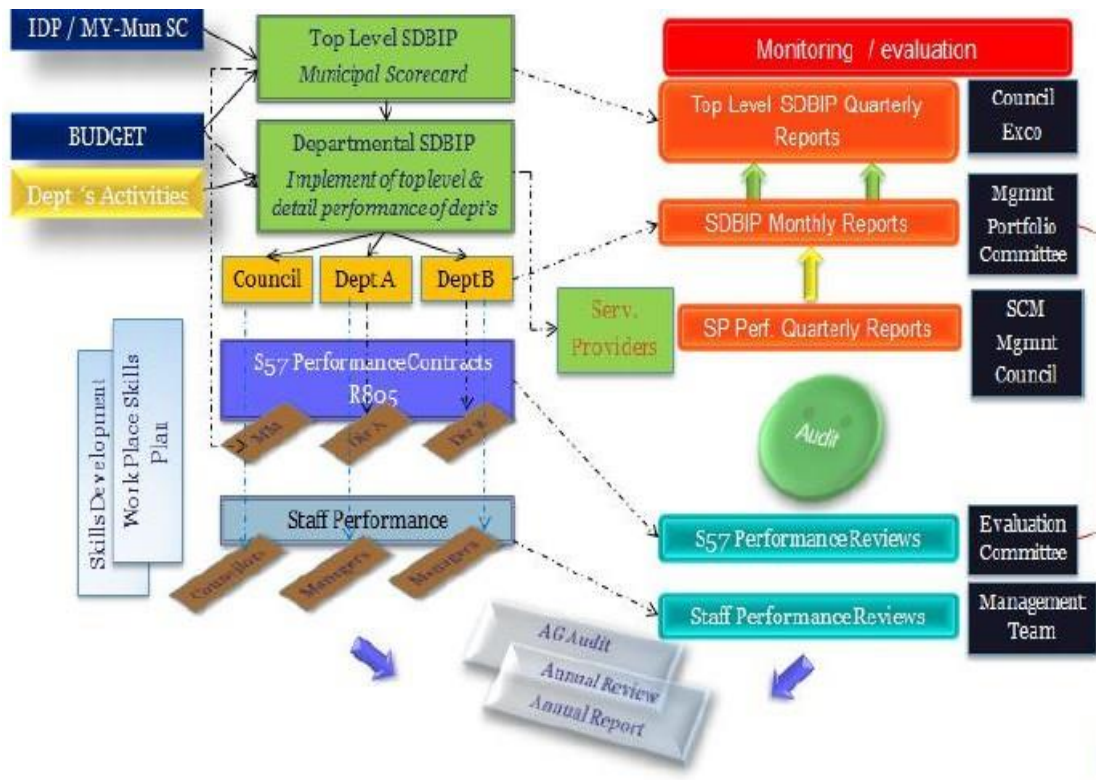 IDP / MY-Mun SC
Top Level SDBIP
Municipal Scorecard
BUDGET
Departmental SDBIP
Implement of top level &
detail performance of dept's
Dept 's Activities
Council
Dept A
Dept B
Serv.
Providers
S57 Performance Contracts
R805
MM
Dir A
Dir B
Skills Development
Work Place Skills
Plan
Staff Performance
Councilors
Managers
Managers
Monitoring / evaluation
Top Level SDBIP Quarterly
Reports
Council
Exco
SDBIP Monthly Reports
Mgmnt
Portfolio
Committee
SP Perf. Quarterly Reports
SCM
Mgmnt
Council
Audit
S57 Performance Reviews
Evaluation
Committee
Staff Performance Reviews
Management
Team
AG Audit
Annual Review
Annual Report